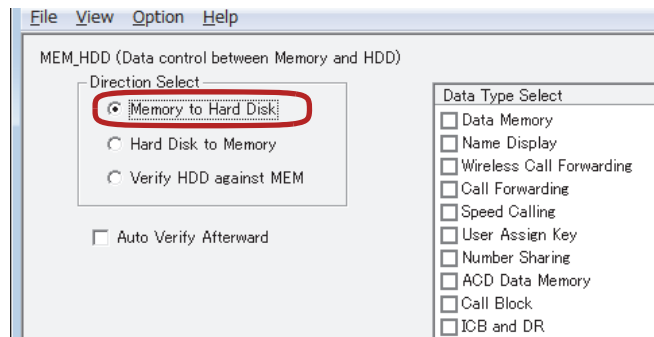 File View Option Help
MEM_HDD (Data control between Memory and HDD)
Direction Select
Memory to Hard Disk
Hard Disk to Memory
Verify HDD against MEM
Auto Verify Afterward
Data Type Select
Data Memory
Name Display
Wireless Call Forwarding
Call Forwarding
Speed Calling
User Assign Key
Number Sharing
ACD Data Memory
Call Block
ICB and DR